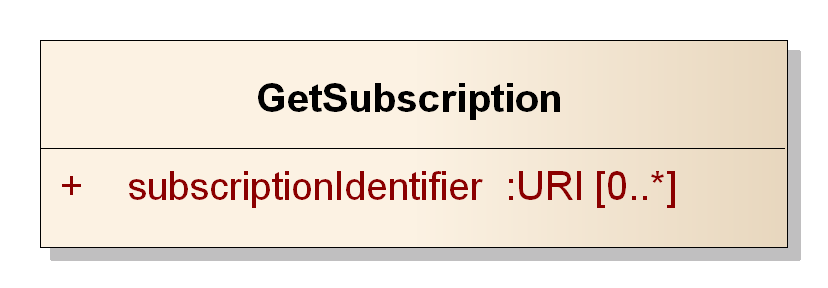 GetSubscription
+ subscriptionIdentifier :URI [0..*]